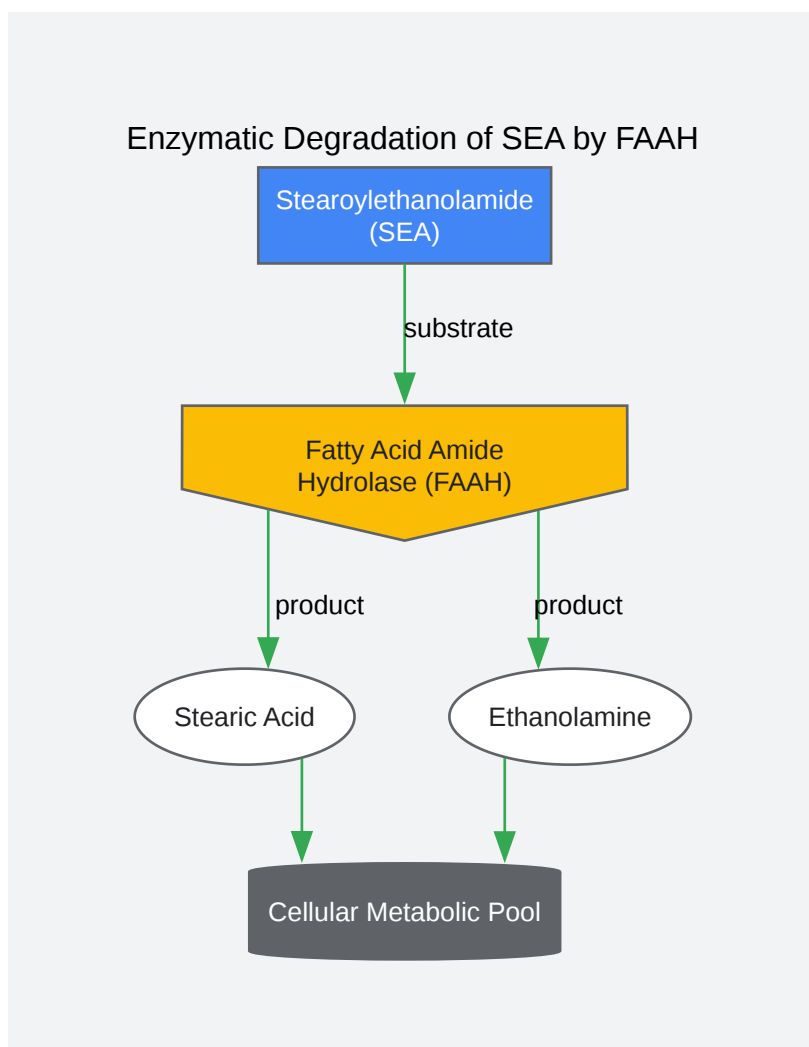 Enzymatic Degradation of SEA by FAAH
Stearoylethanolamide
(SEA)
substrate
Fatty Acid Amide
Hydrolase (FAAH)
product
product
Stearic Acid
Ethanolamine
Cellular Metabolic Pool